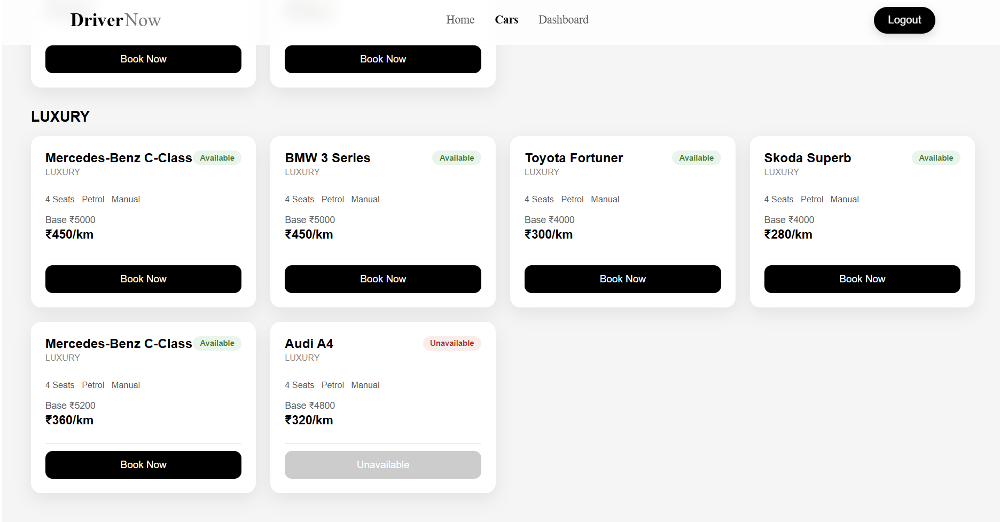 DriverNow
Home Cars Dashboard
Logout
Book Now
Book Now
LUXURY
Mercedes-Benz C-Class Available
LUXURY
4 Seats Petrol Manual
Base ₹5000
₹450/km
Book Now
BMW 3 Series Available
LUXURY
4 Seats Petrol Manual
Base ₹5000
₹450/km
Book Now
Toyota Fortuner Available
LUXURY
4 Seats Petrol Manual
Base ₹4000
₹300/km
Book Now
Skoda Superb Available
LUXURY
4 Seats Petrol Manual
Base ₹4000
₹280/km
Book Now
Mercedes-Benz C-Class Available
LUXURY
4 Seats Petrol Manual
Base ₹5200
₹360/km
Book Now
Audi A4 Unavailable
LUXURY
4 Seats Petrol Manual
Base ₹4800
₹320/km
Unavailable